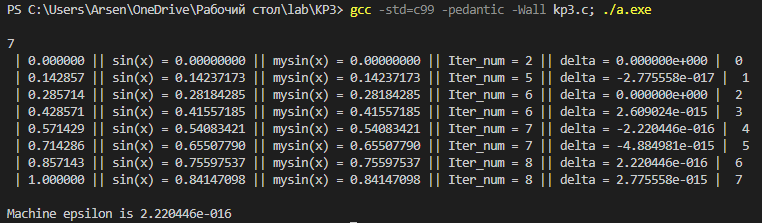 PS C:\Users\Arsen\OneDrive\Рабочий стол\lab\KP3> gcc -std=c99 -pedantic -Wall kp3.c; ./a.exe
7
| 0.000000 || sin(x) = 0.00000000 || mysin(x) = 0.00000000 || Iter_num = 2 || delta = 0.000000e+000 | 0
| 0.142857 || sin(x) = 0.14237173 || mysin(x) = 0.14237173 || Iter_num = 5 || delta = -2.775558e-017 | 1
| 0.285714 || sin(x) = 0.28184285 || mysin(x) = 0.28184285 || Iter_num = 6 || delta = 0.000000e+000 | 2
| 0.428571 || sin(x) = 0.41557185 || mysin(x) = 0.41557185 || Iter_num = 6 || delta = 2.609024e-015 | 3
| 0.571429 || sin(x) = 0.54083421 || mysin(x) = 0.54083421 || Iter_num = 7 || delta = -2.220446e-016 | 4
| 0.714286 || sin(x) = 0.65507790 || mysin(x) = 0.65507790 || Iter_num = 7 || delta = -4.884981e-015 | 5
| 0.857143 || sin(x) = 0.75597537 || mysin(x) = 0.75597537 || Iter_num = 8 || delta = 2.220446e-016 | 6
| 1.000000 || sin(x) = 0.84147098 || mysin(x) = 0.84147098 || Iter_num = 8 || delta = 2.775558e-015 | 7
Machine epsilon is 2.220446e-016